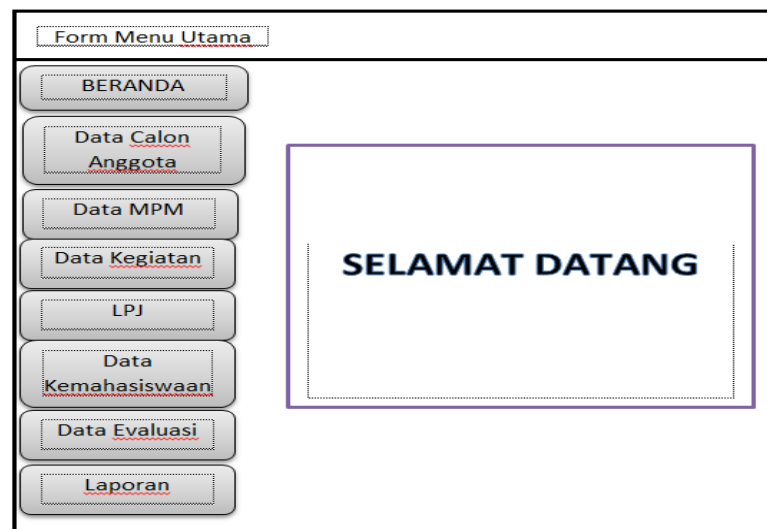 Form Menu Utama
BERANDA
Data Calon
Anggota
Data MPM
Data Kegiatan
LPJ
Data
Kemahasiswaan
Data Evaluasi
Laporan
SELAMAT DATANG